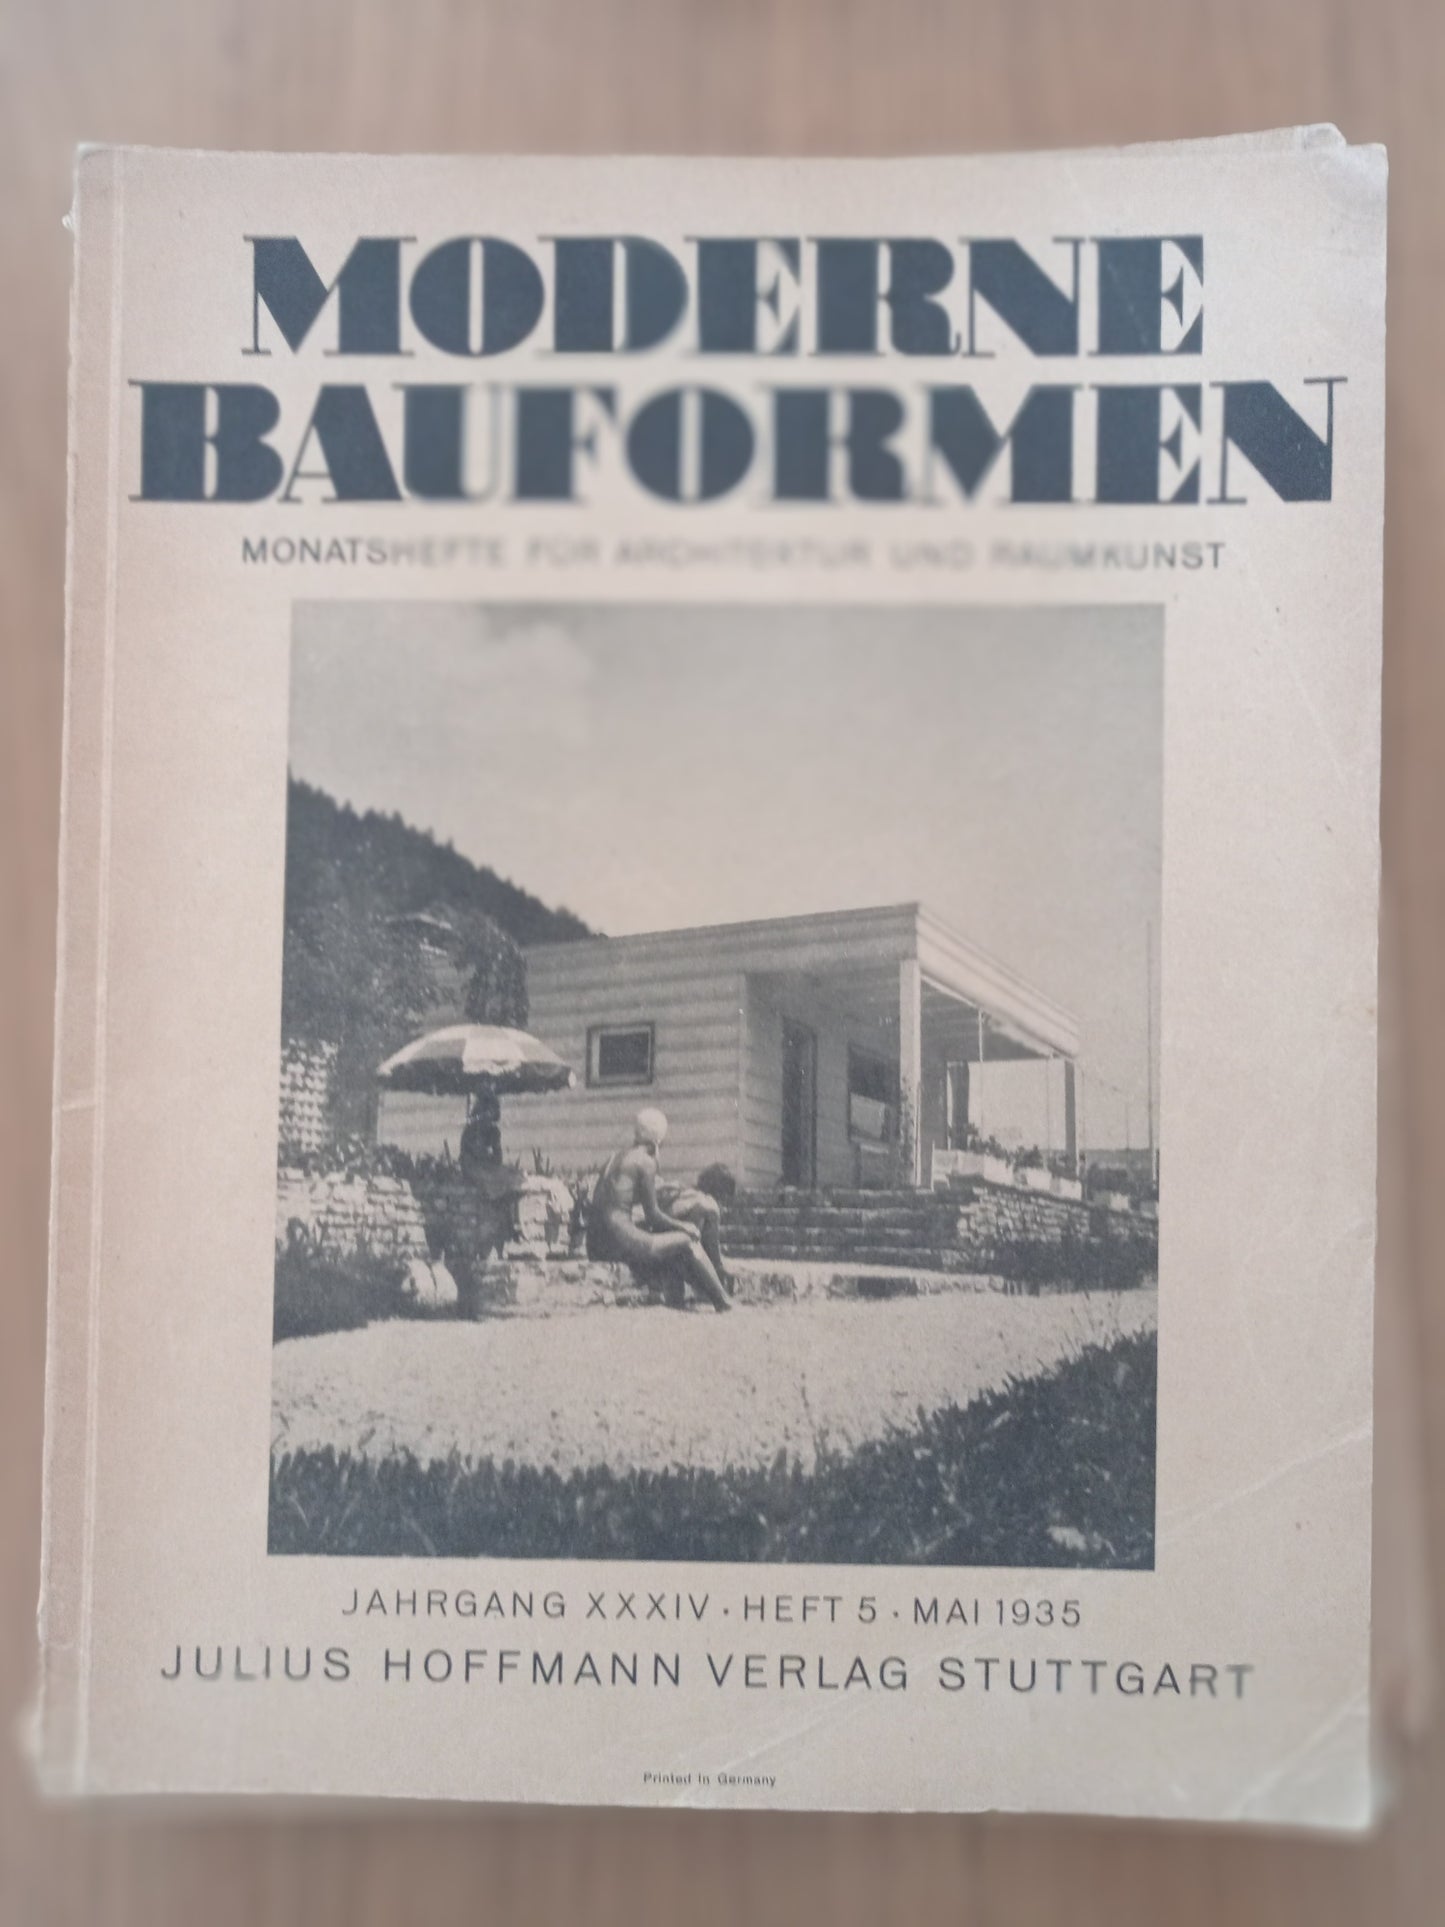 MODERNE
BAUFORMEN
MONATSHEFTE FÜR ARCHITEKTUR UND RAUMKUNST
JAHRGANG XXXIV · HEFT 5 · MAI 1935
JULIUS HOFFMANN VERLAG STUTTGART
Printed in Germany